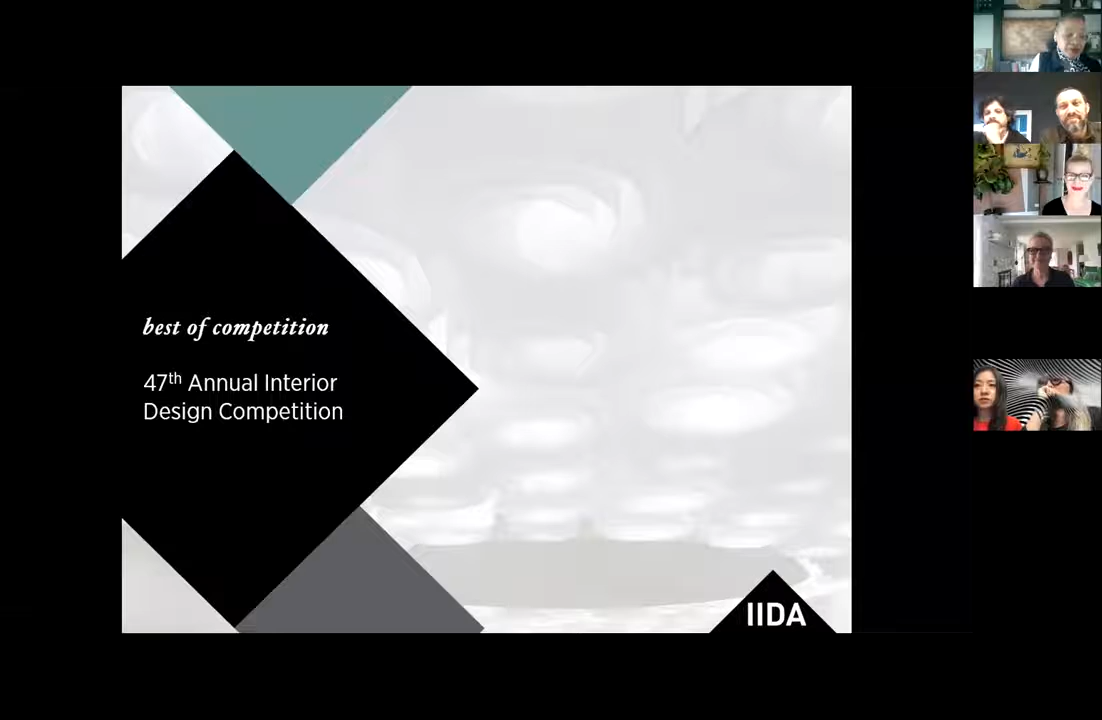 best of competition
47th Annual Interior
Design Competition
IIDA